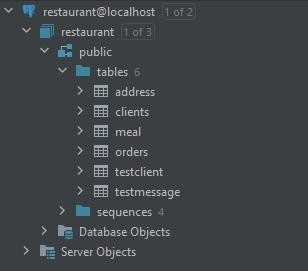 restaurant@localhost 1 of 2
restaurant 1 of 3
public
tables 6
address
clients
meal
orders
testclient
testmessage
sequences 4
Database Objects
Server Objects